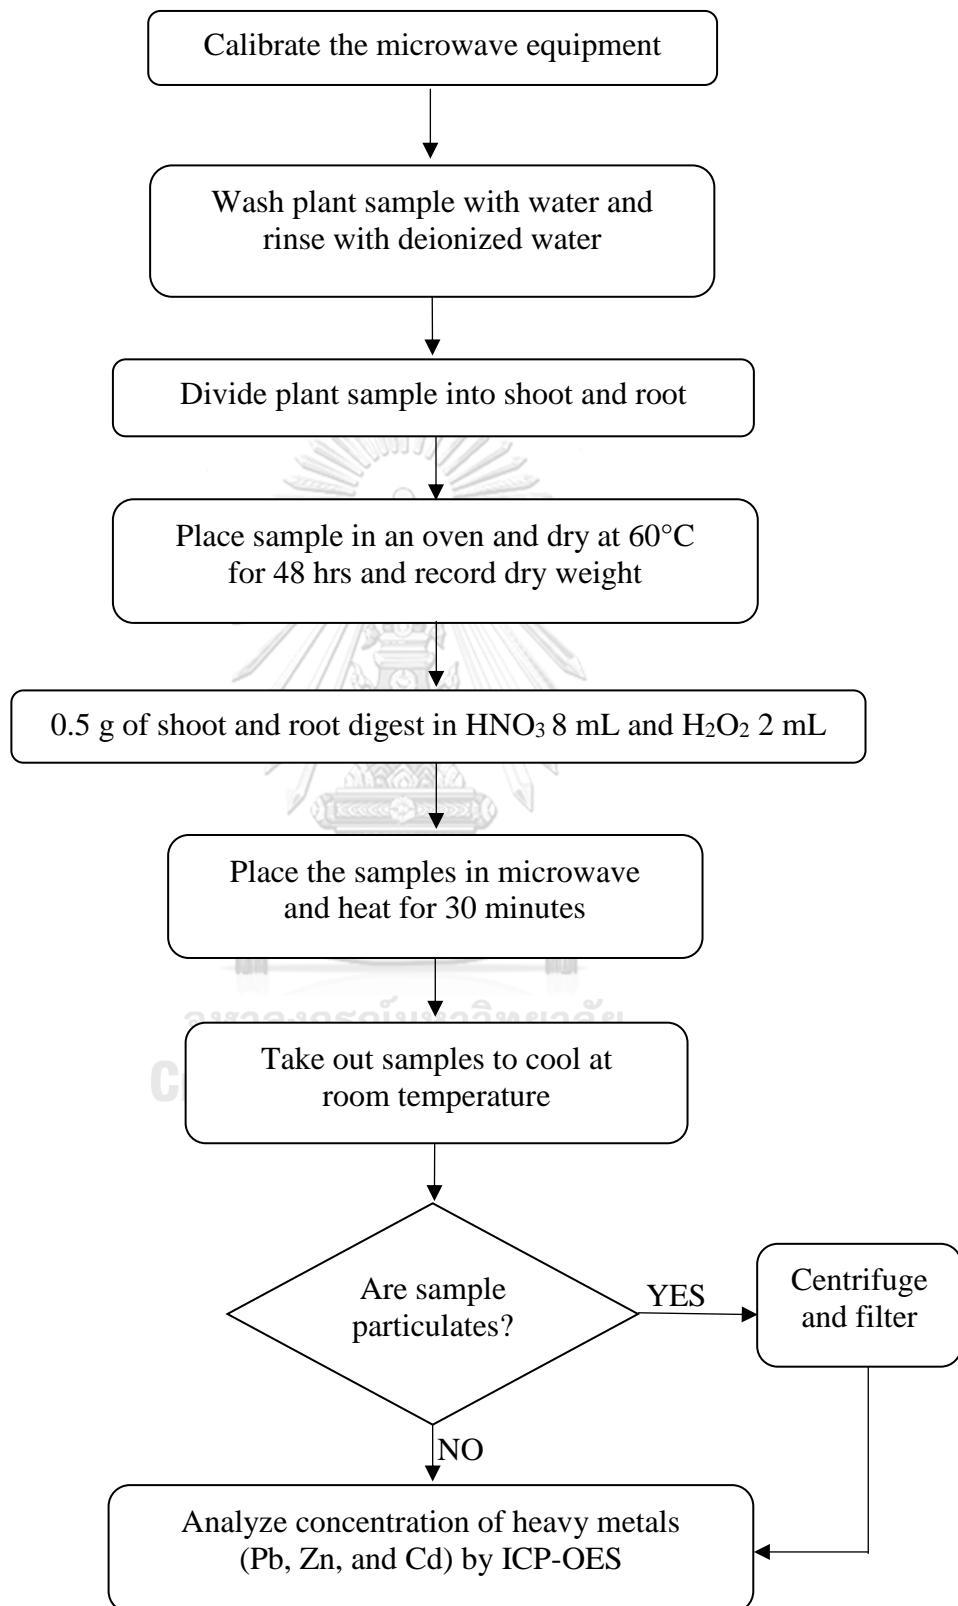 Calibrate the microwave equipment
Wash plant sample with water and
rinse with deionized water
Divide plant sample into shoot and root
Place sample in an oven and dry at 60°C
for 48 hrs and record dry weight
0.5 g of shoot and root digest in HNO₃ 8 mL and H₂O₂ 2 mL
Place the samples in microwave
and heat for 30 minutes
Take out samples to cool at
room temperature
Are sample
particulates?
YES
Centrifuge
and filter
NO
Analyze concentration of heavy metals
(Pb, Zn, and Cd) by ICP-OES